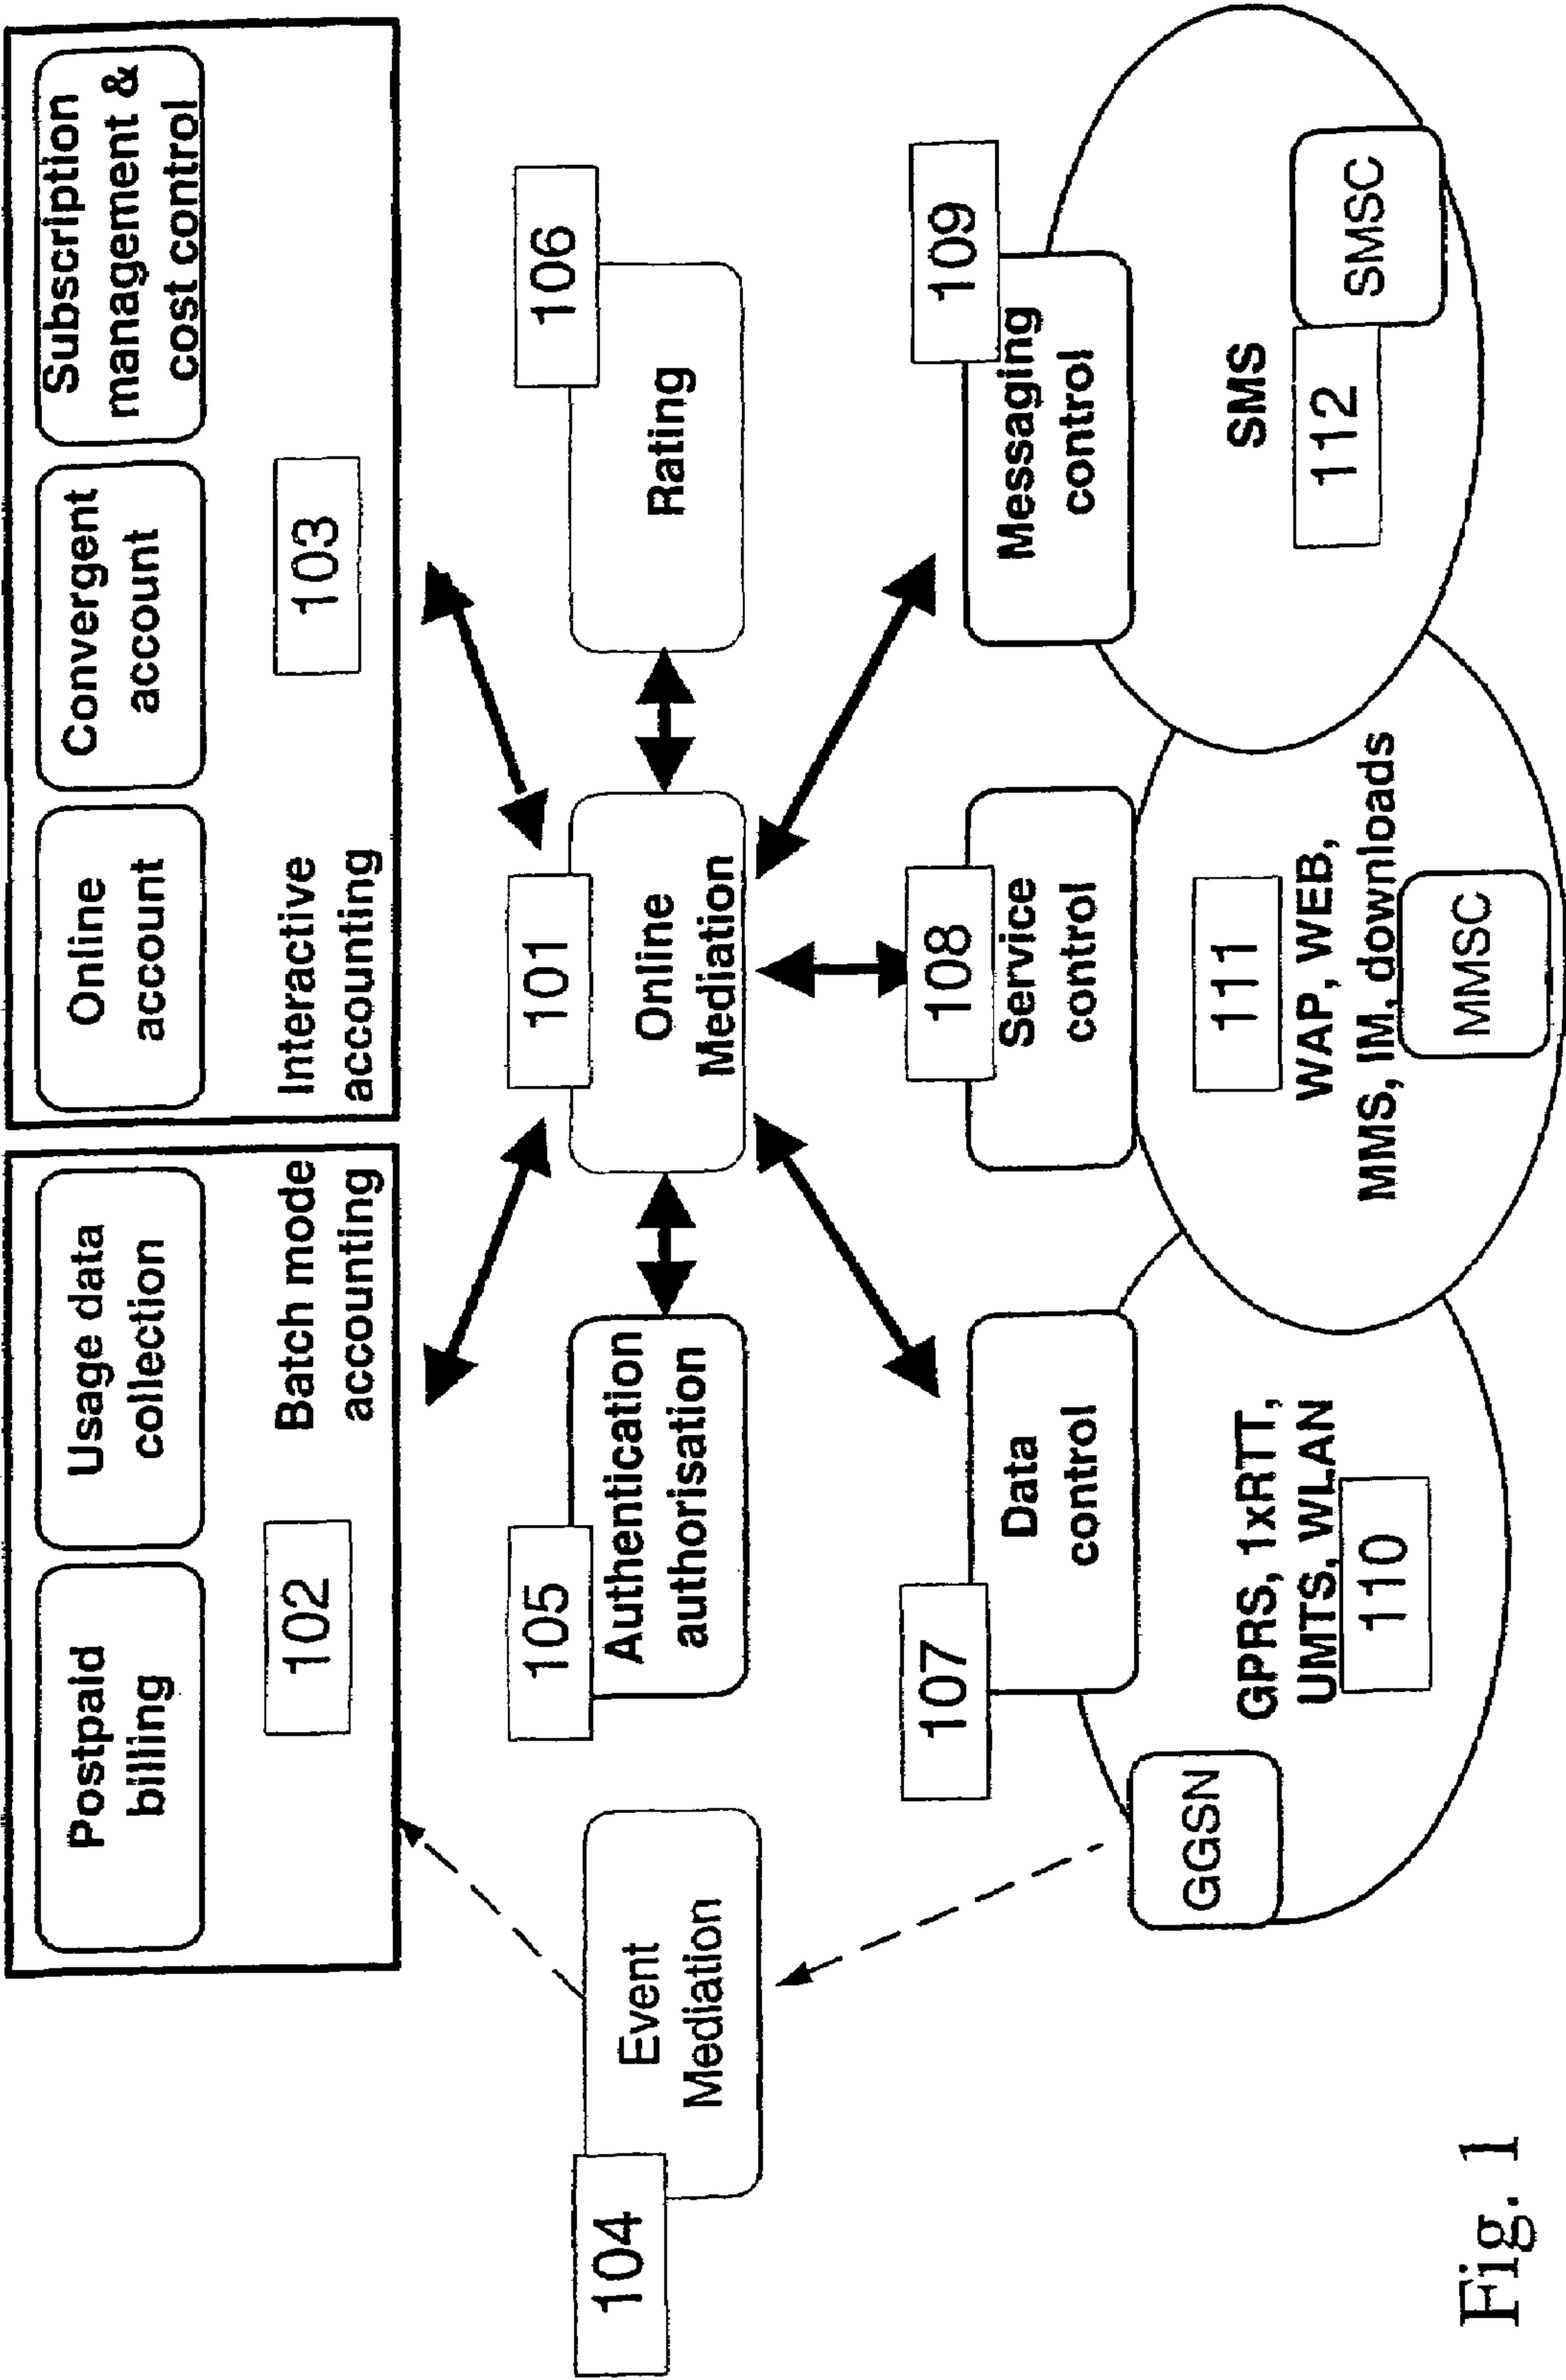 Postpaid
billing
Usage data
collection
102
Batch mode
accounting
Online
account
Convergent
account
Subscription
management &
cost control
Interactive
accounting
103
104
Event
Mediation
105
Authentication
authorisation
101
Online
Mediation
106
Rating
107
Data
control
108
Service
control
109
Messaging
control
GGSN
GPRS, 1xRTT,
UMTS, WLAN
110
111
WAP, WEB,
MMS, IM, downloads
MMSC
SMS
112
SMSC
Fig. 1